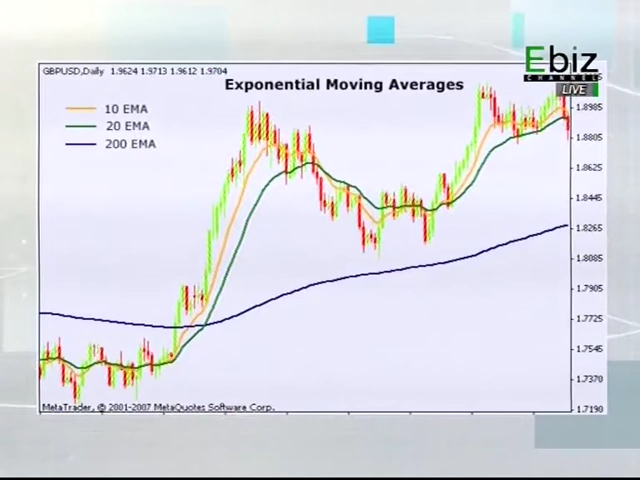 Ebiz
CHANNEL
LIVE
GBPUSD,Daily 1.9624 1.9713 1.9612 1.9704
Exponential Moving Averages
10 EMA
20 EMA
200 EMA
1.8985
1.8805
1.8625
1.8445
1.8265
1.8085
1.7905
1.7725
1.7545
1.7370
1.7190
MetaTrader, © 2001-2007 MetaQuotes Software Corp.